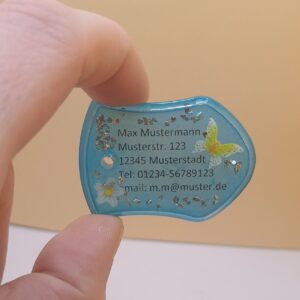 Max Mustermann
Musterstr. 123
12345 Musterstadt
Tel: 01234-56789123
mail: m.m@muster.de